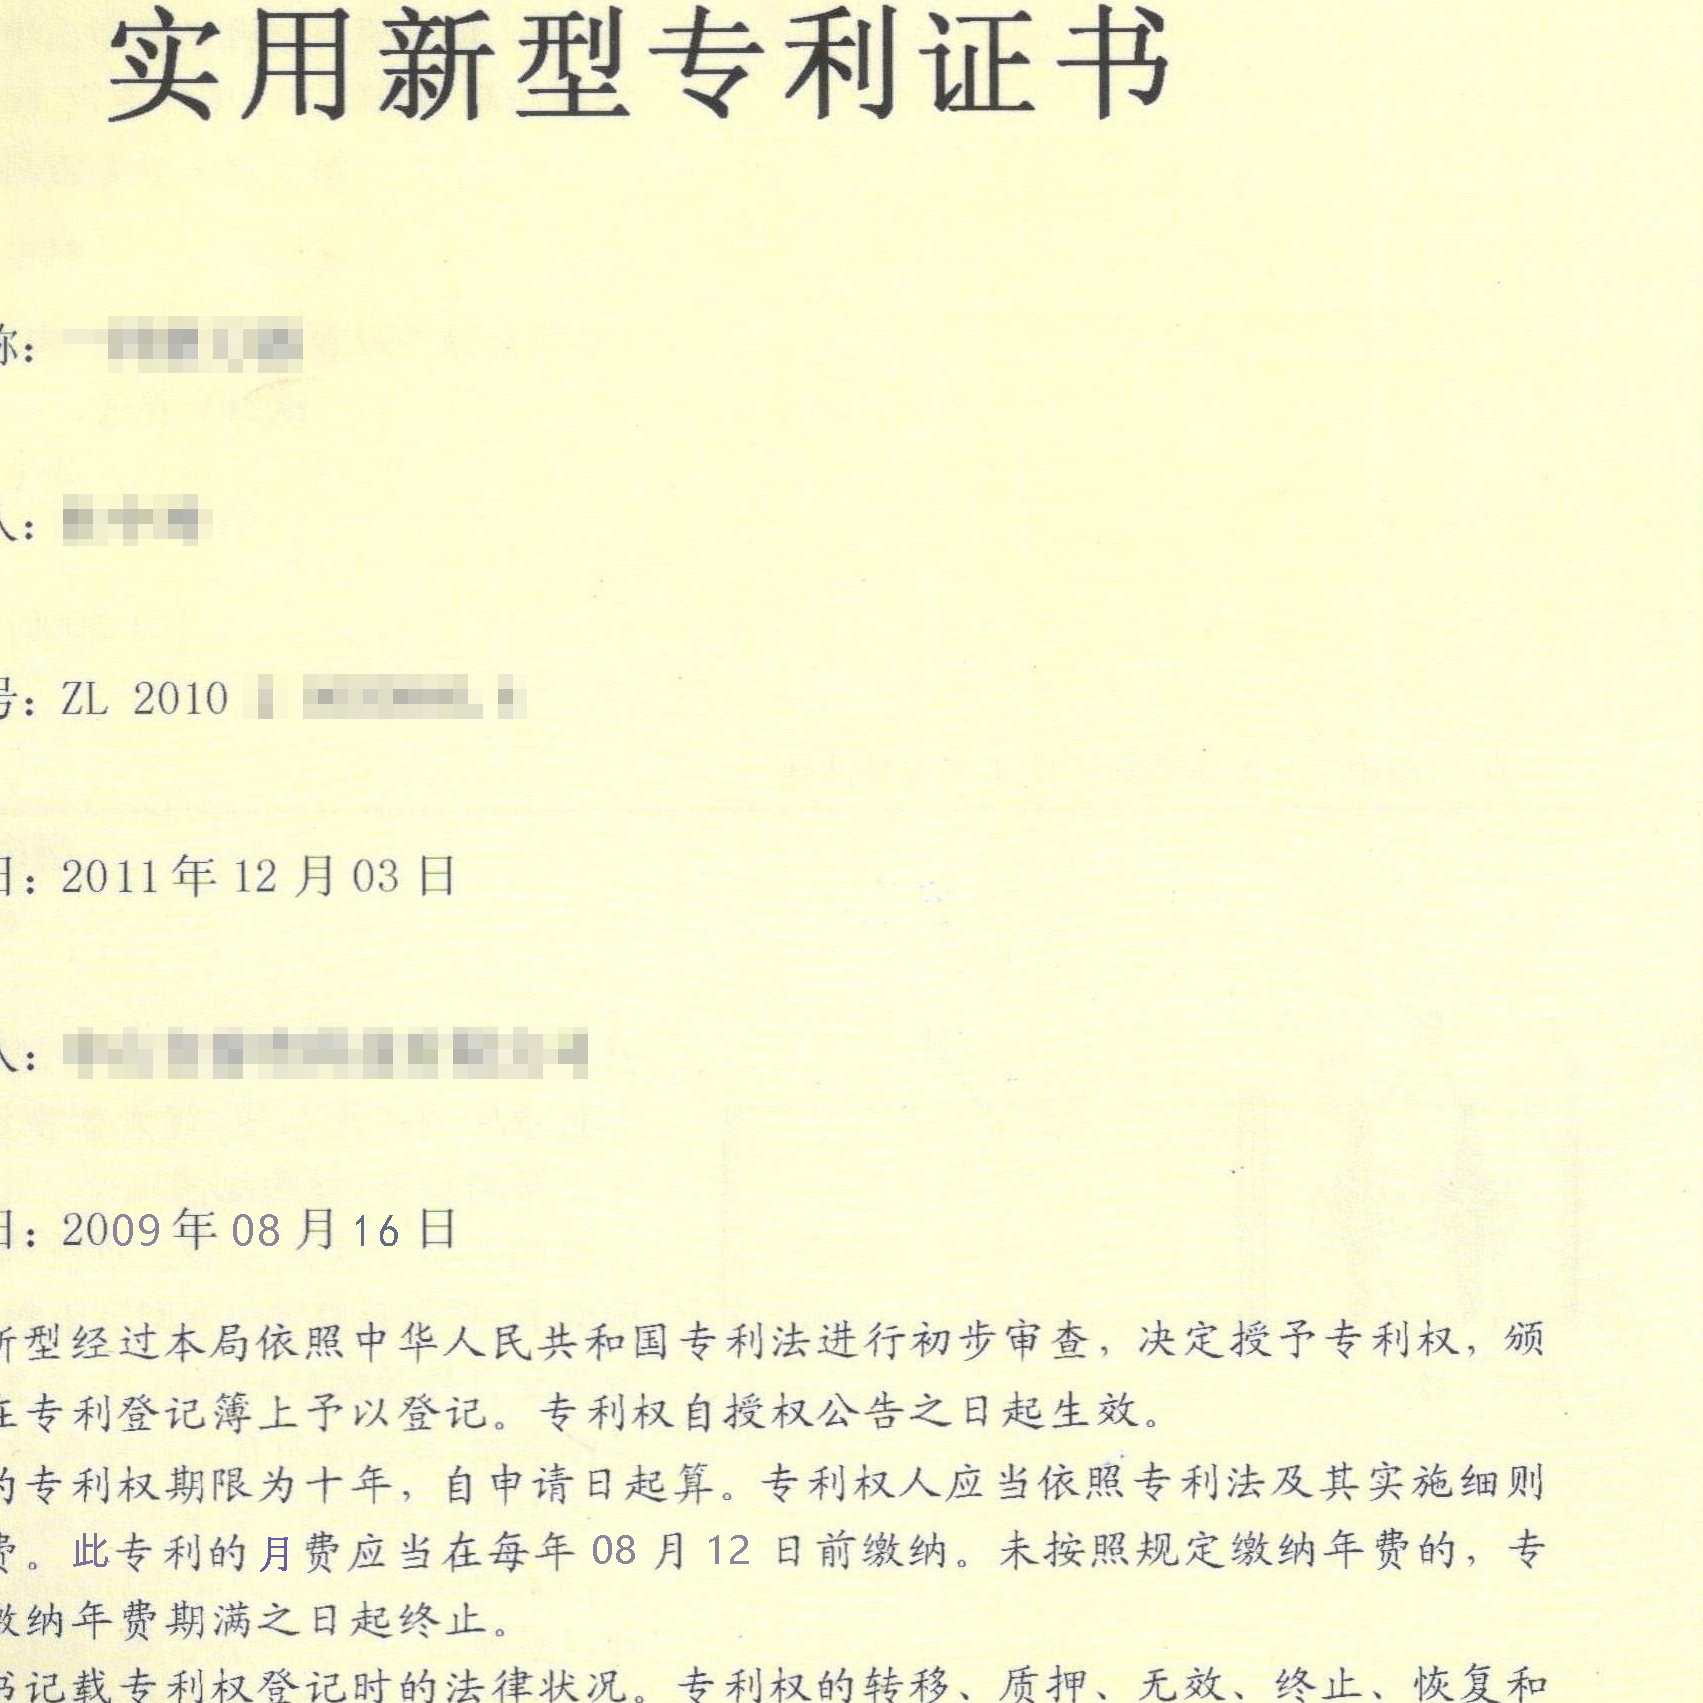 实用新型专利证书
称：
人：
号：ZL 2010
日：2011年12月03日
人：
日：2009年08月16日
新型经过本局依照中华人民共和国专利法进行初步审查，决定授予专利权，颁
在专利登记簿上予以登记。专利权自授权公告之日起生效。
的专利权期限为十年，自申请日起算。专利权人应当依照专利法及其实施细则
费。此专利的月费应当在每年 08 月 12 日前缴纳。未按照规定缴纳年费的，专
缴纳年费期满之日起终止。
书记载专利权登记时的法律状况。专利权的转移、质押、无效、终止、恢复和